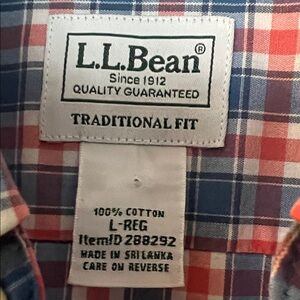 L.L.Bean®
Since 1912
QUALITY GUARANTEED
TRADITIONAL FIT
100% COTTON
L-REG
ItemID 288292
MADE IN SRI LANKA
CARE ON REVERSE